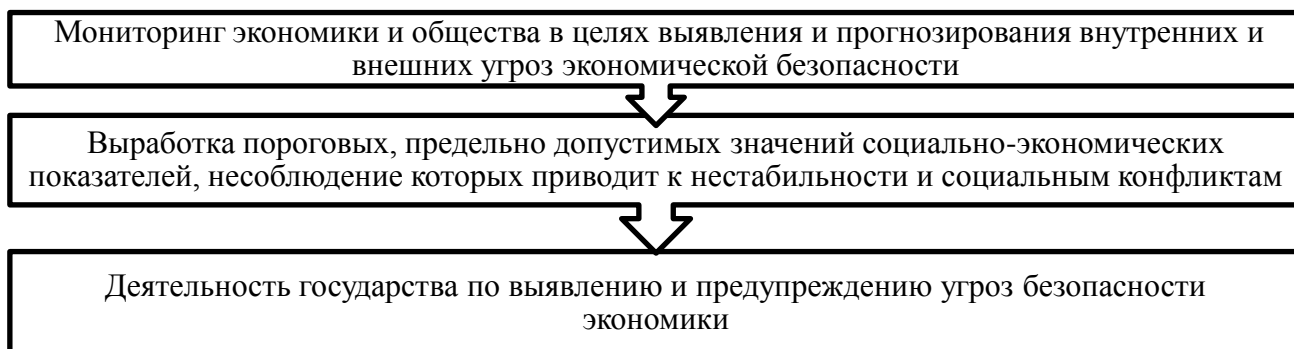 Мониторинг экономики и общества в целях выявления и прогнозирования внутренних и
внешних угроз экономической безопасности
Выработка пороговых, предельно допустимых значений социально-экономических
показателей, несоблюдение которых приводит к нестабильности и социальным конфликтам
Деятельность государства по выявлению и предупреждению угроз безопасности
экономики